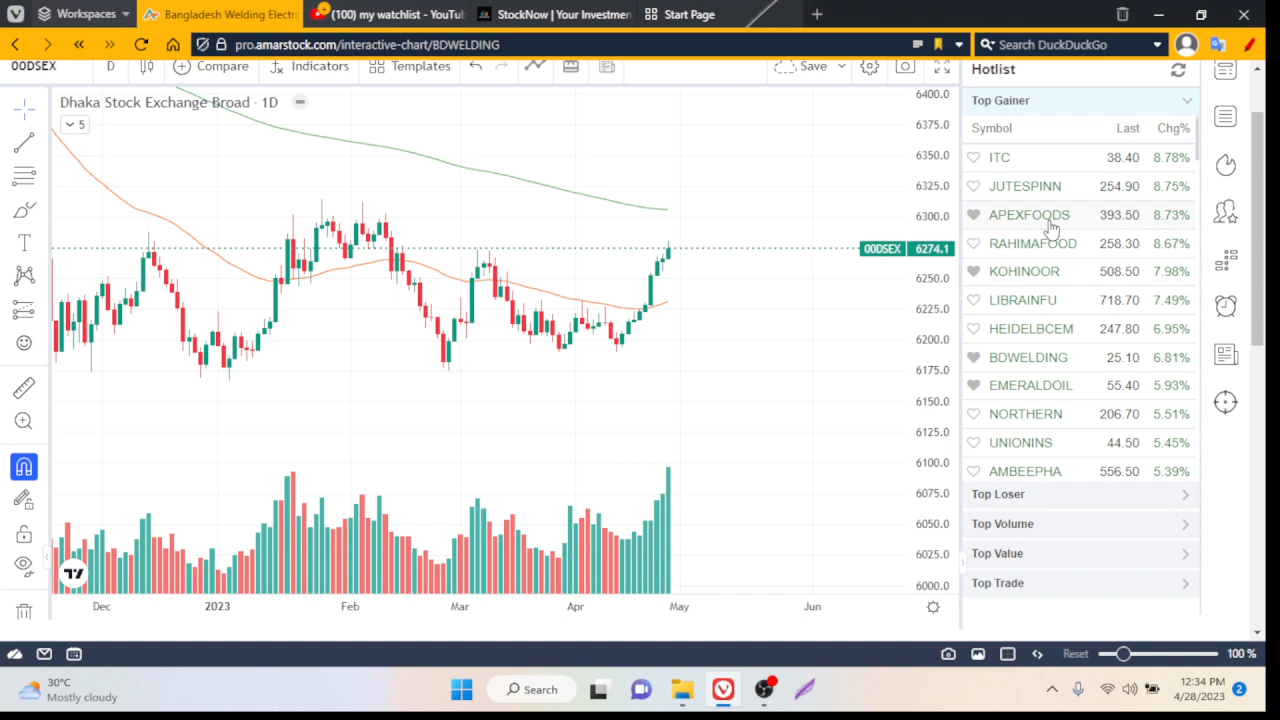 Workspaces
Bangladesh Welding Electr
(100) my watchlist - YouTu
StockNow | Your Investmen
Start Page
pro.amarstock.com/interactive-chart/BDWELDING
Search DuckDuckGo
00DSEX
D
Compare
Indicators
Templates
Save
Hotlist
Dhaka Stock Exchange Broad · 1D
5
Top Gainer
Symbol Last Chg%
ITC 38.40 8.78%
JUTESPINN 254.90 8.75%
APEXFOODS 393.50 8.73%
RAHIMAFOOD 258.30 8.67%
KOHINOOR 508.50 7.98%
LIBRAINFU 718.70 7.49%
HEIDELBCEM 247.80 6.95%
BDWELDING 25.10 6.81%
EMERALDOIL 55.40 5.93%
NORTHERN 206.70 5.51%
UNIONINS 44.50 5.45%
AMBEEPHA 556.50 5.39%
Top Loser
Top Volume
Top Value
Top Trade
6400.0
6375.0
6350.0
6325.0
6300.0
00DSEX 6274.1
6250.0
6225.0
6200.0
6175.0
6150.0
6125.0
6100.0
6075.0
6050.0
6025.0
6000.0
Dec 2023 Feb Mar Apr May Jun
Reset
100 %
30°C
Mostly cloudy
Search
12:34 PM
4/28/2023
2